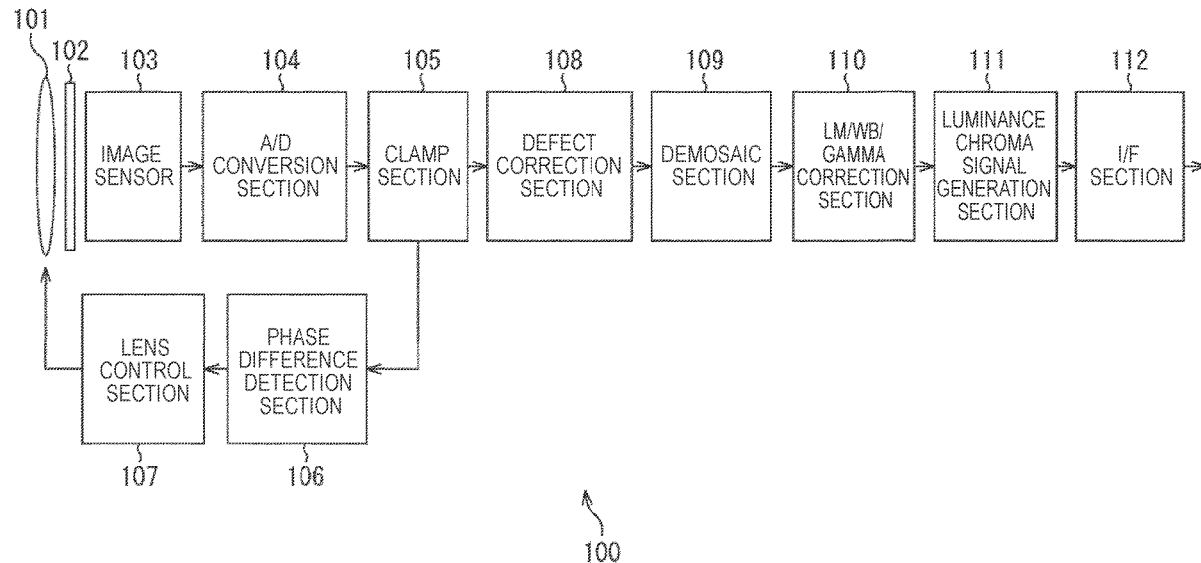 101
102
103
104
105
108
109
110
111
112
IMAGE
SENSOR
A/D
CONVERSION
SECTION
CLAMP
SECTION
DEFECT
CORRECTION
SECTION
DEMOSAIC
SECTION
LM/WB/
GAMMA
CORRECTION
SECTION
LUMINANCE
CHROMA
SIGNAL
GENERATION
SECTION
I/F
SECTION
LENS
CONTROL
SECTION
PHASE
DIFFERENCE
DETECTION
SECTION
107
106
100